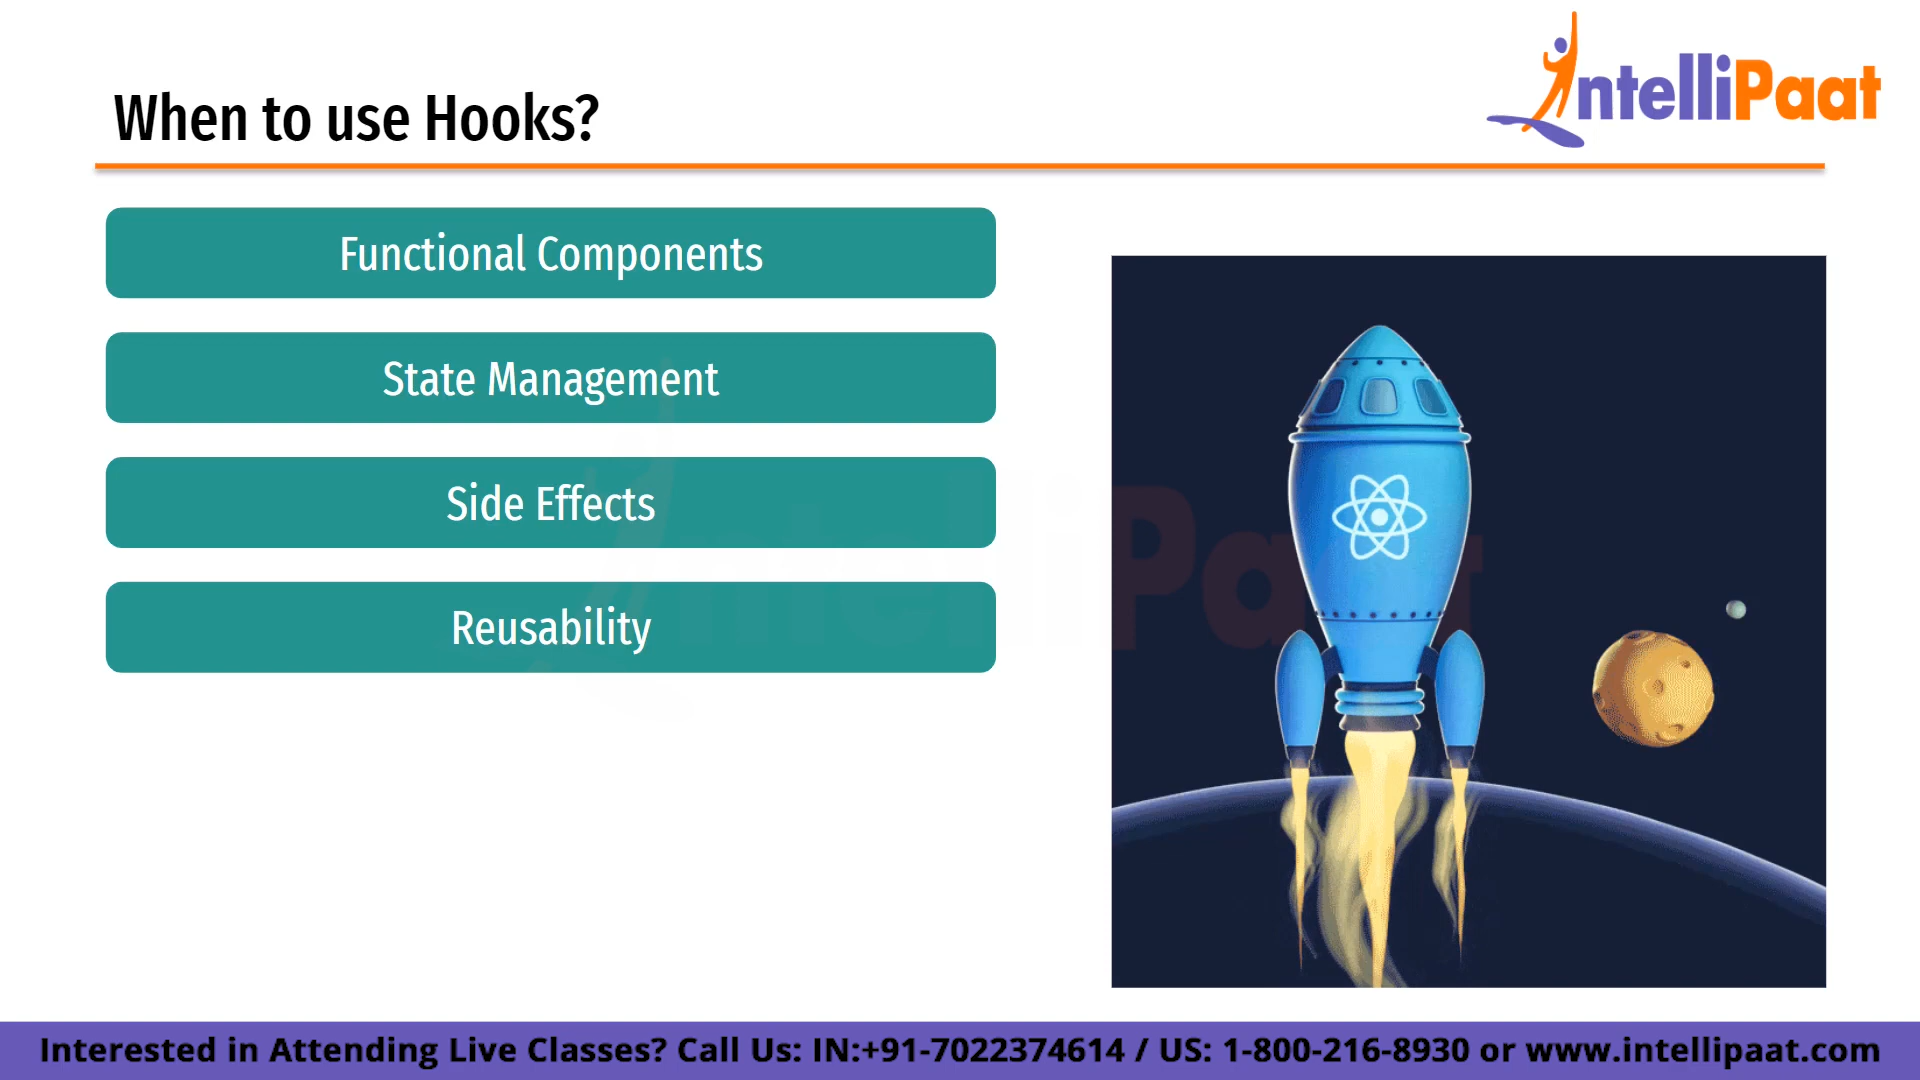 IntelliPaat
When to use Hooks?
Functional Components
State Management
Side Effects
Reusability
IntelliPaat
Interested in Attending Live Classes? Call Us: IN:+91-7022374614 / US: 1-800-216-8930 or www.intellipaat.com